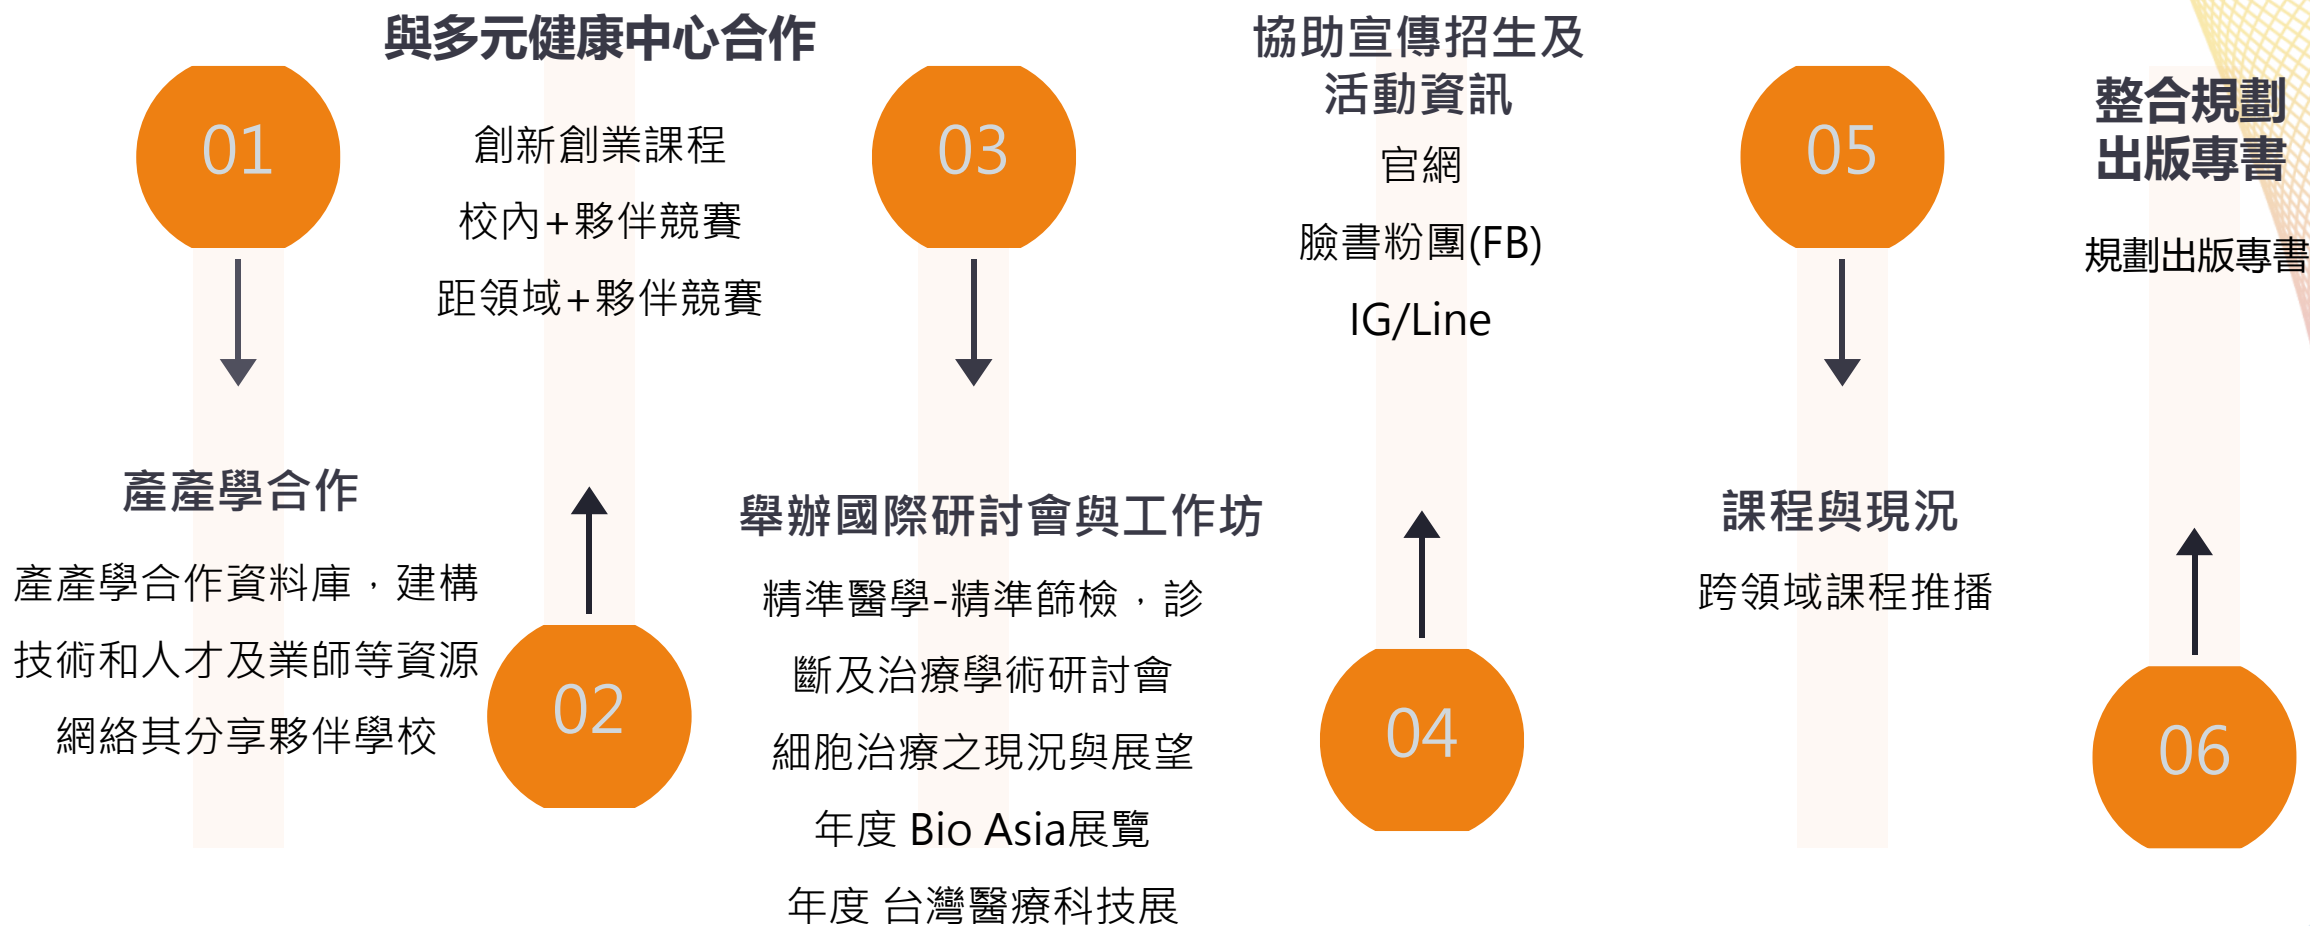 01
產產學合作
產產學合作資料庫，建構
技術和人才及業師等資源
網絡其分享夥伴學校
與多元健康中心合作
創新創業課程
校內+夥伴競賽
距領域+夥伴競賽
02
03
舉辦國際研討會與工作坊
精準醫學-精準篩檢，診
斷及治療學術研討會
細胞治療之現況與展望
年度 Bio Asia展覽
年度 台灣醫療科技展
協助宣傳招生及
活動資訊
官網
臉書粉團(FB)
IG/Line
04
05
課程與現況
跨領域課程推播
整合規劃
出版專書
規劃出版專書
06